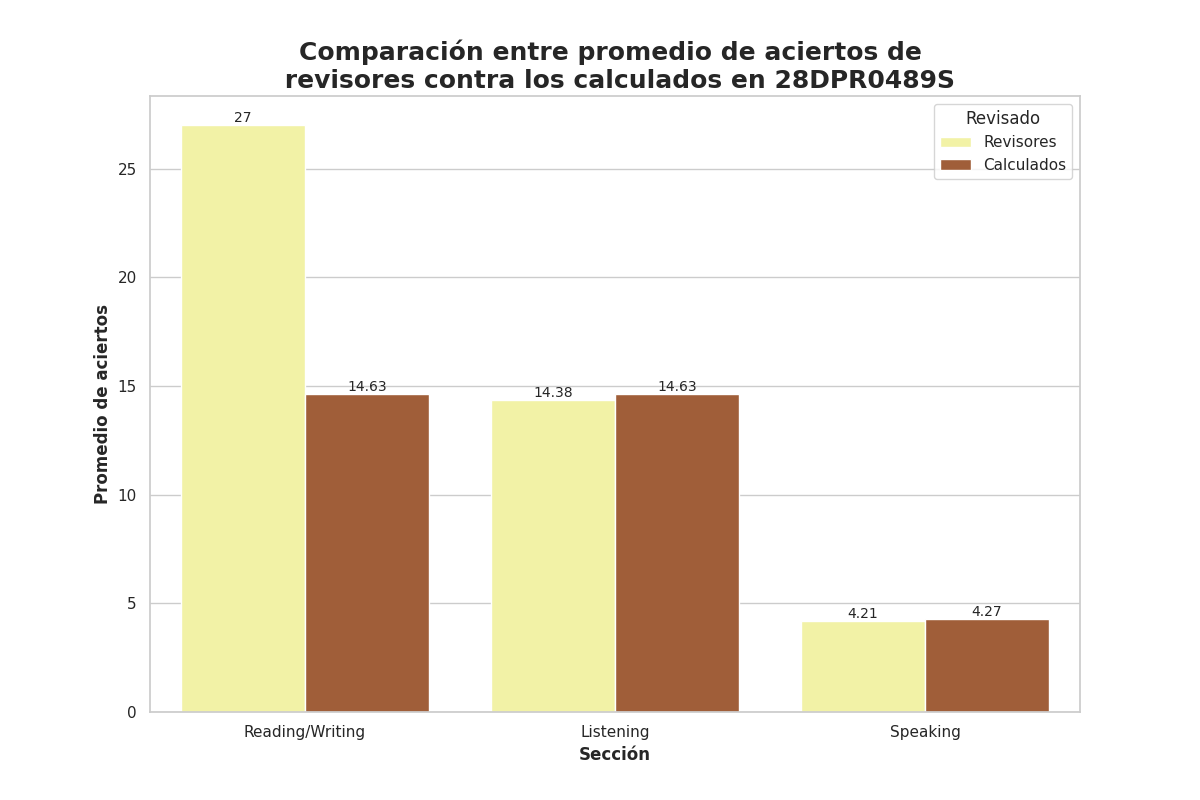 Comparación entre promedio de aciertos de
revisores contra los calculados en 28DPR0489S
Revisado
Revisores
Calculados
27
14.63
14.38
14.63
4.21
4.27
25
20
15
10
5
0
Promedio de aciertos
Reading/Writing
Listening
Speaking
Sección